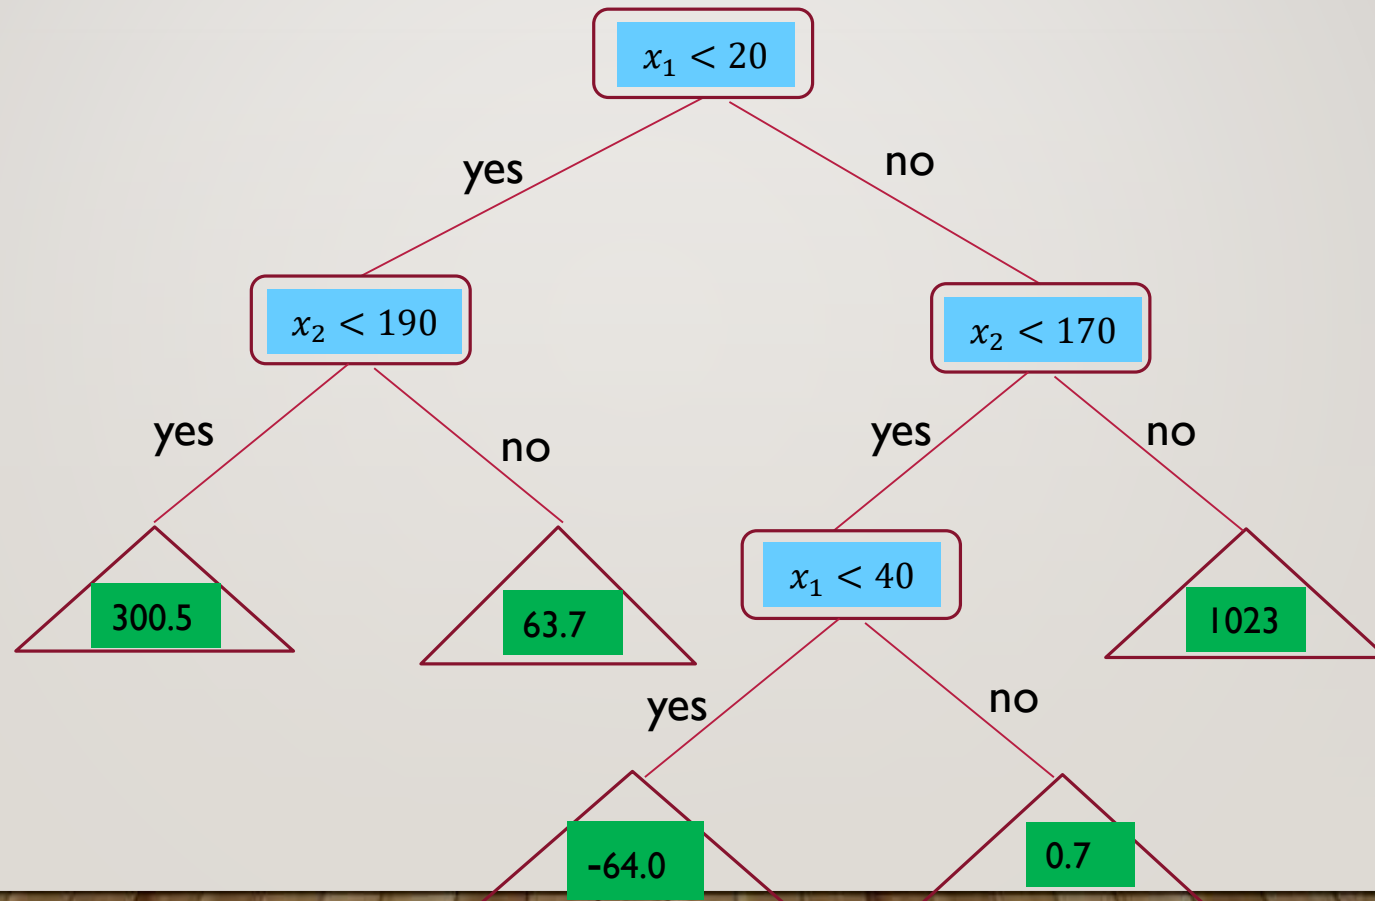 x₁ < 20
yes
no
x₂ < 190
x₂ < 170
yes
no
yes
no
x₁ < 40
300.5
63.7
1023
yes
no
-64.0
0.7